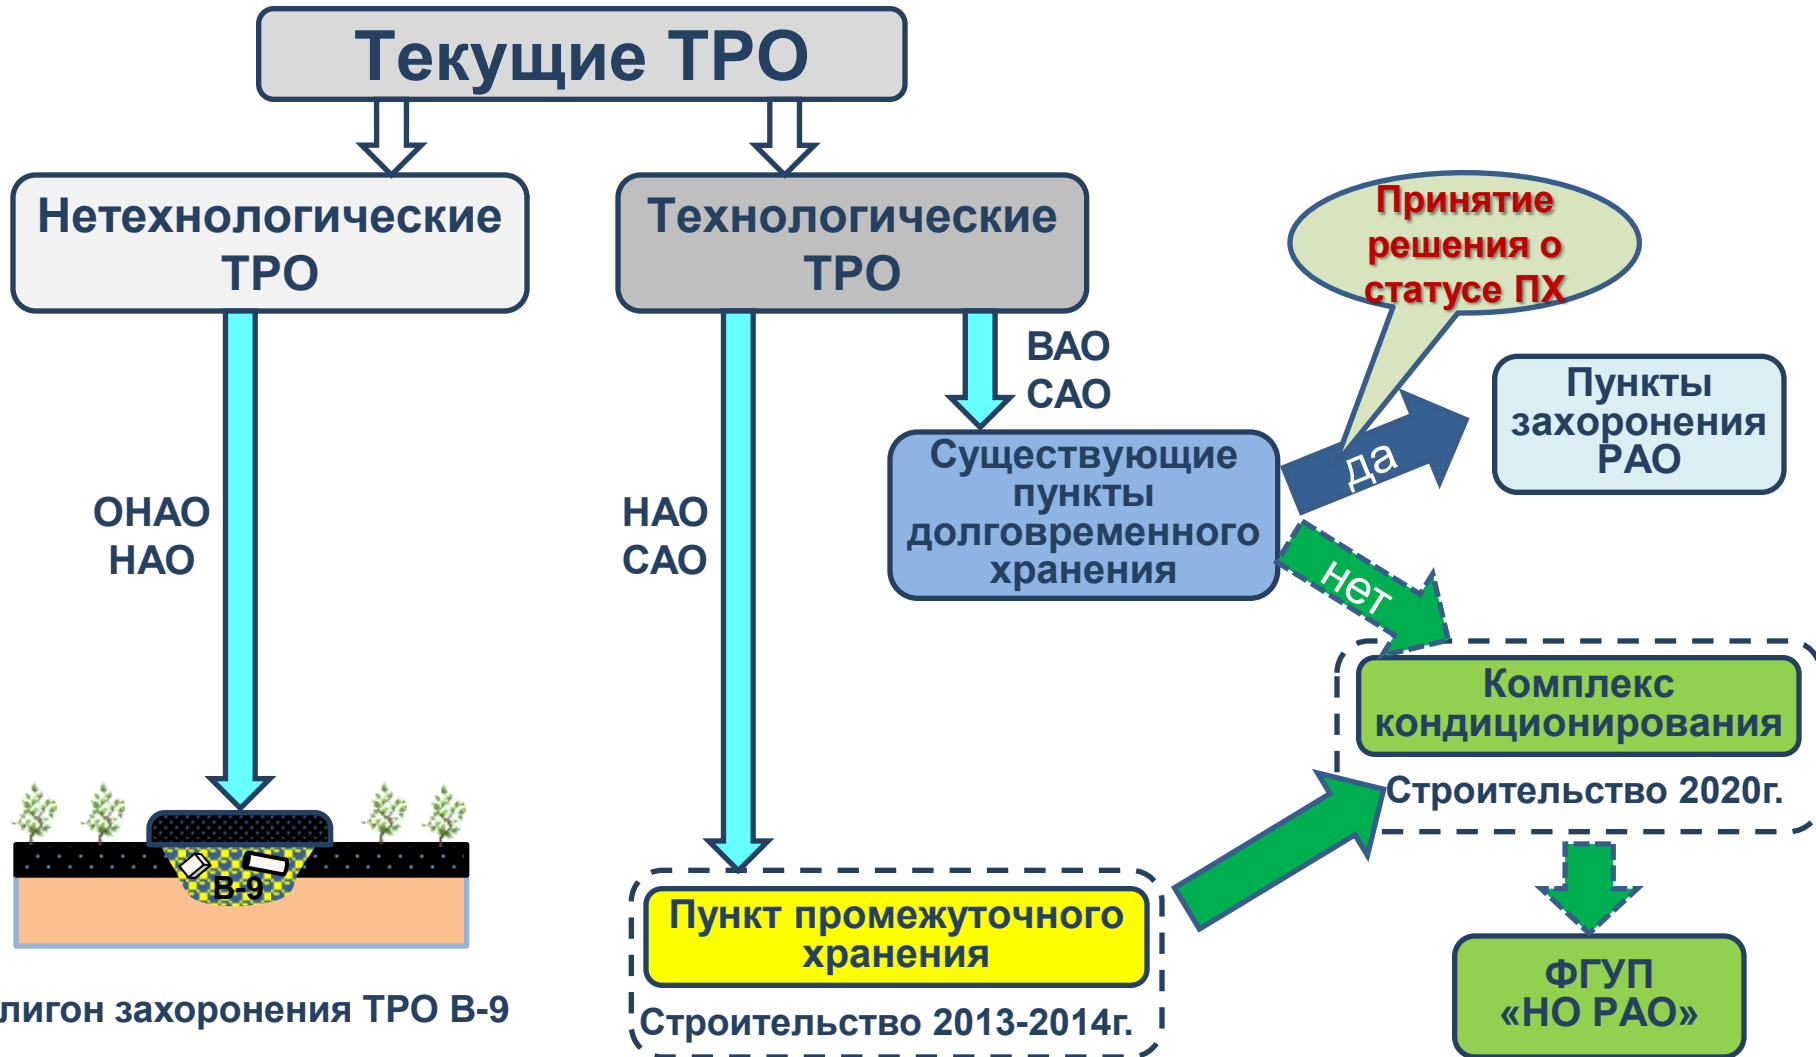 Текущие ТРО
Нетехнологические
ТРО
Технологические
ТРО
Принятие
решения о
статусе ПХ
ВАО
САО
Пункты
захоронения
РАО
Существующие
пункты
долговременного
хранения
да
нет
ОНАО
НАО
НАО
САО
Комплекс
кондиционирования
Строительство 2020г.
В-9
Пункт промежуточного
хранения
Строительство 2013-2014г.
ФГУП
«НО РАО»
лигон захоронения ТРО В-9